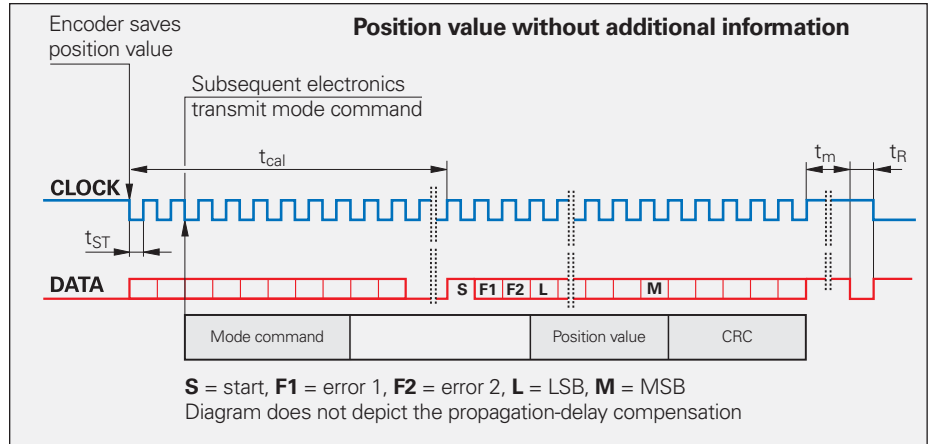 Encoder saves
position value
Position value without additional information
Subsequent electronics
transmit mode command
tcal
tm
tR
CLOCK
tST
DATA
S F1 F2 L M
Mode command
Position value
CRC
S = start, F1 = error 1, F2 = error 2, L = LSB, M = MSB
Diagram does not depict the propagation-delay compensation